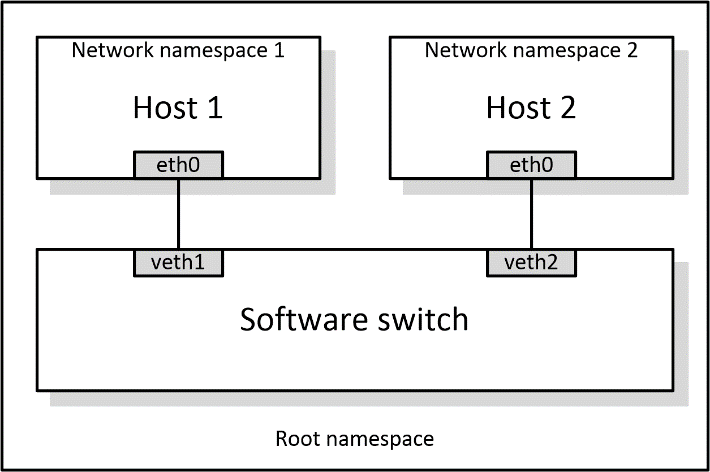 Network namespace 1
Network namespace 2
Host 1
Host 2
eth0
eth0
veth1
veth2
Software switch
Root namespace